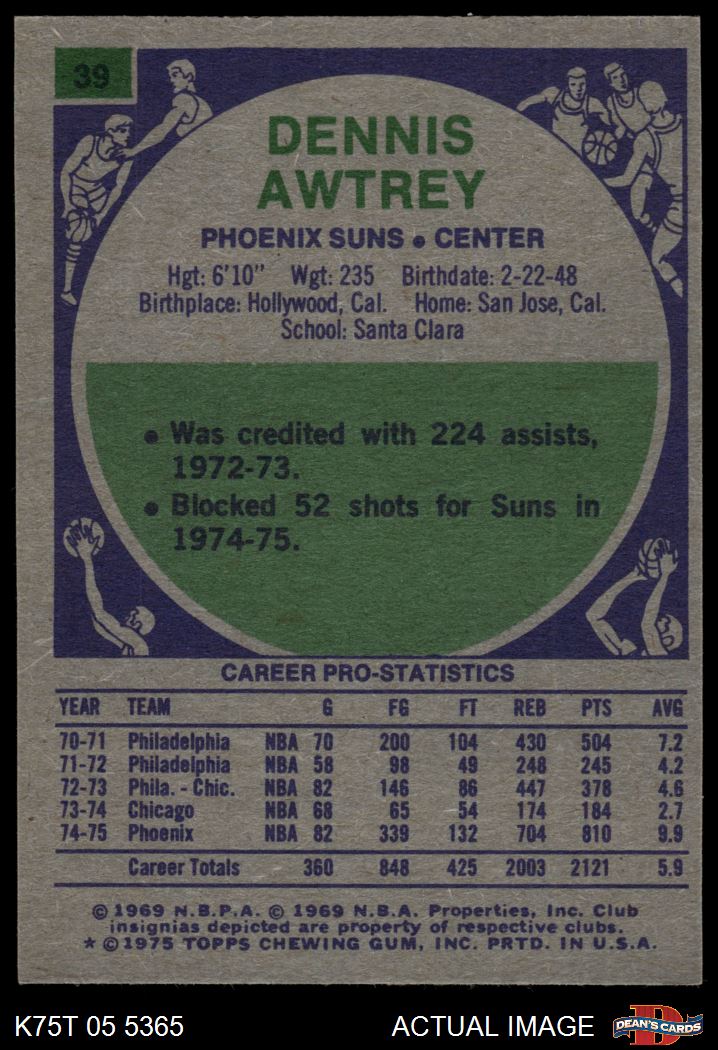 39
DENNIS
AWTREY
PHOENIX SUNS • CENTER
Hgt: 6'10" Wgt: 235 Birthdate: 2-22-48
Birthplace: Hollywood, Cal. Home: San Jose, Cal.
School: Santa Clara
• Was credited with 224 assists,
1972-73.
• Blocked 52 shots for Suns in
1974-75.
CAREER PRO-STATISTICS
YEAR TEAM G FG FT REB PTS AVG
70-71 Philadelphia NBA 70 200 104 430 504 7.2
71-72 Philadelphia NBA 58 98 49 248 245 4.2
72-73 Phila. - Chic. NBA 82 146 86 447 378 4.6
73-74 Chicago NBA 68 65 54 174 184 2.7
74-75 Phoenix NBA 82 339 132 704 810 9.9
Career Totals 360 848 425 2003 2121 5.9
© 1969 N.B.P.A. © 1969 N.B.A. Properties, Inc. Club
insignias depicted are property of respective clubs.
* © 1975 TOPPS CHEWING GUM, INC. PRTD. IN U.S.A.
K75T 05 5365 ACTUAL IMAGE DEAN'S CARDS